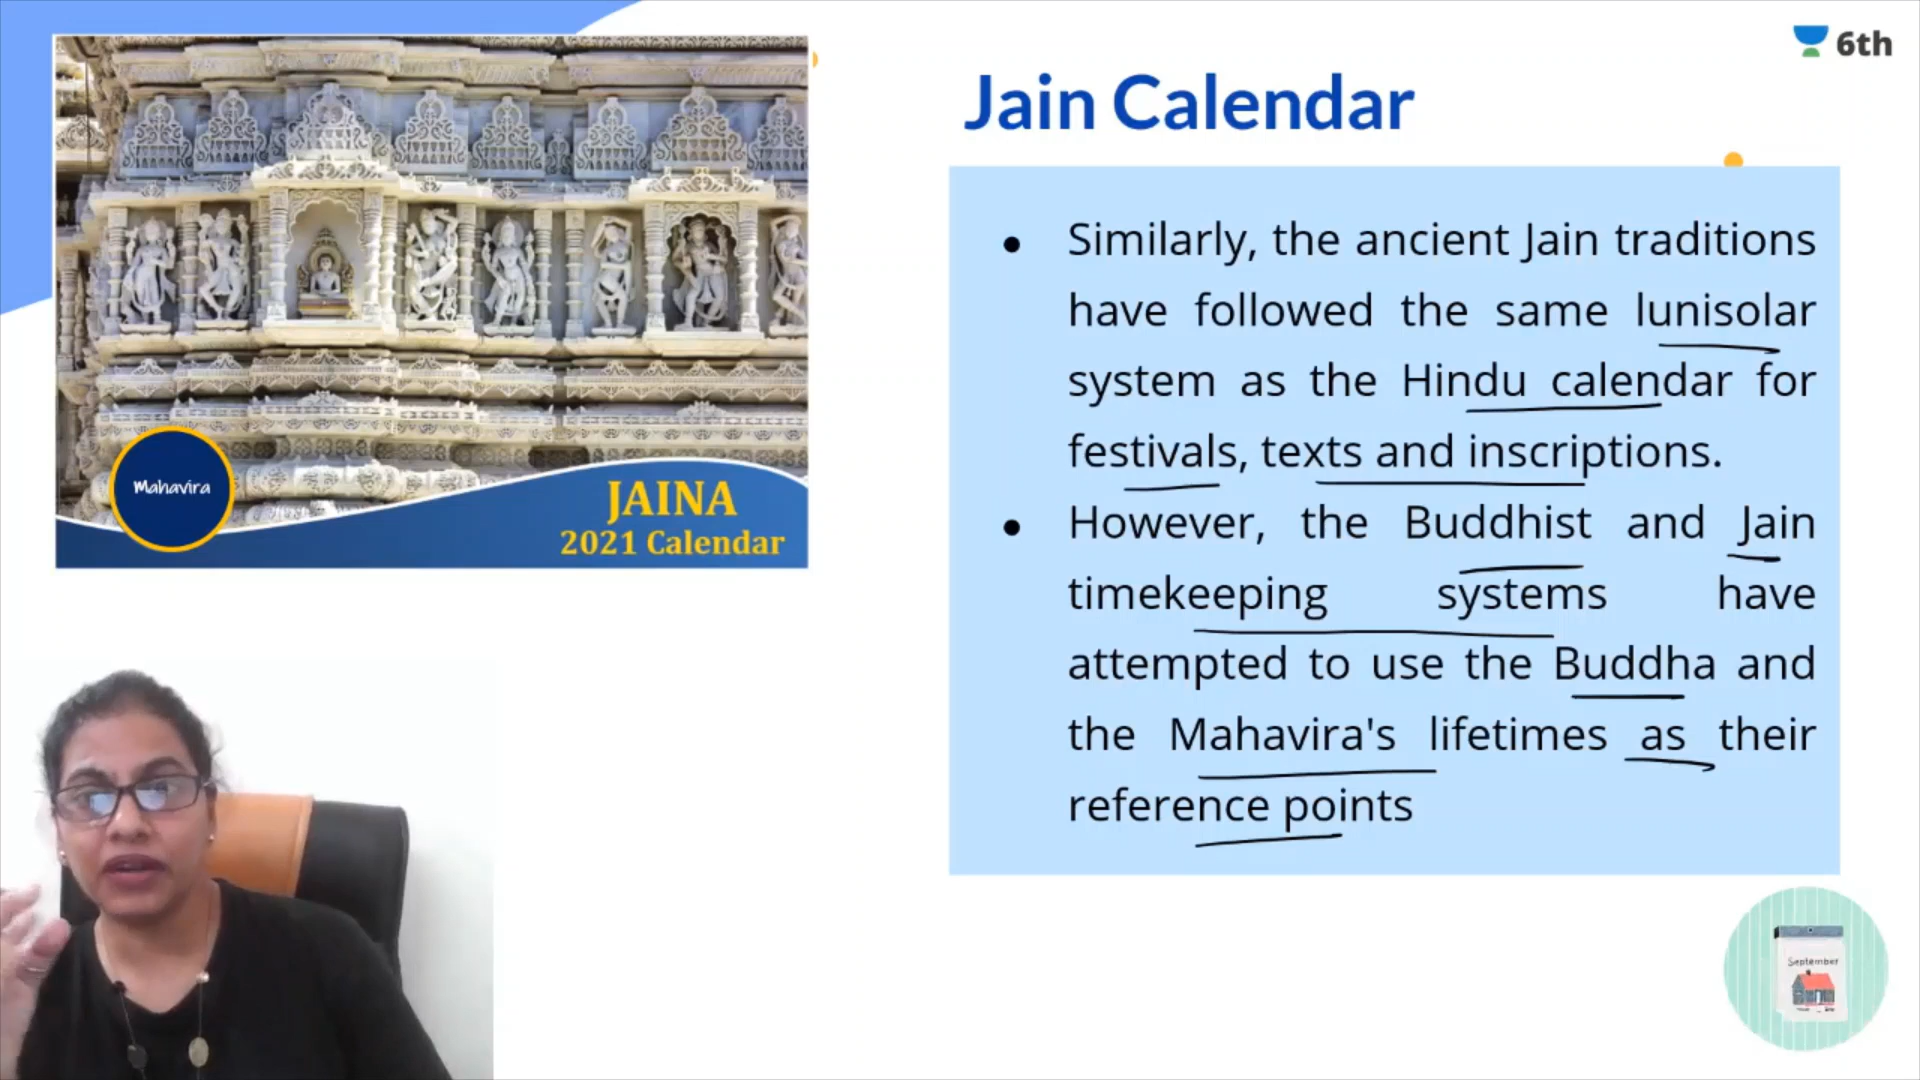 6th
Jain Calendar
Similarly, the ancient Jain traditions
have followed the same lunisolar
system as the Hindu calendar for
festivals, texts and inscriptions.
However, the Buddhist and Jain
timekeeping systems have
attempted to use the Buddha and
the Mahavira's lifetimes as their
reference points
Mahavira
JAINA
2021 Calendar
September